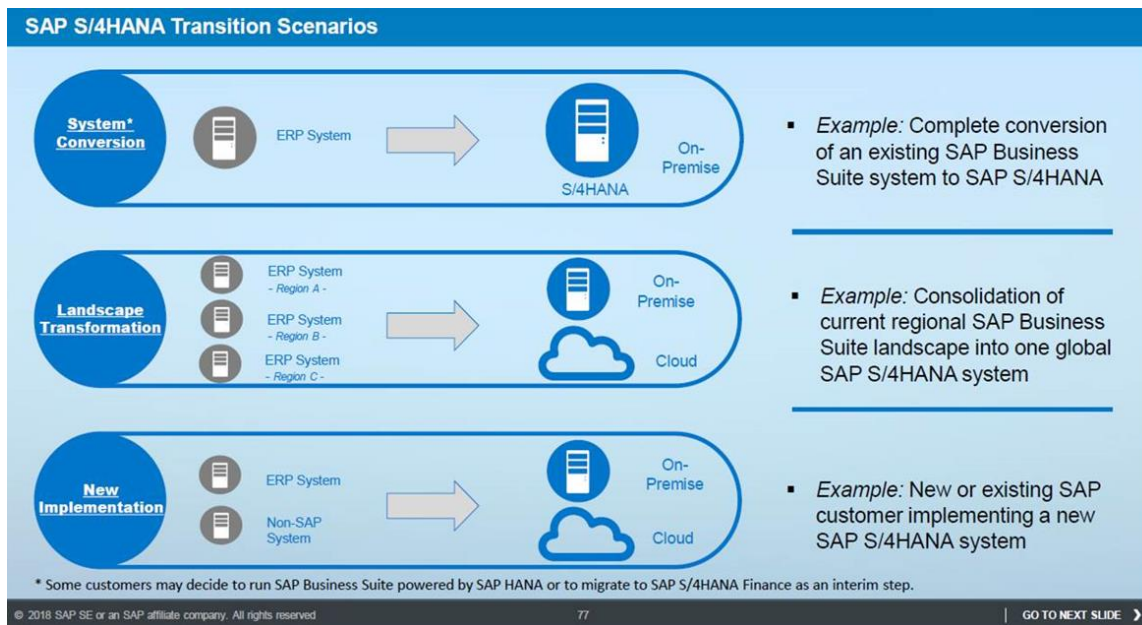 SAP S/4HANA Transition Scenarios
System*
Conversion
ERP System
S/4HANA
On-
Premise
▪ Example: Complete conversion
of an existing SAP Business
Suite system to SAP S/4HANA
Landscape
Transformation
ERP System
- Region A -
ERP System
- Region B -
ERP System
- Region C -
On-
Premise
Cloud
▪ Example: Consolidation of
current regional SAP Business
Suite landscape into one global
SAP S/4HANA system
New
Implementation
ERP System
Non-SAP
System
On-
Premise
Cloud
▪ Example: New or existing SAP
customer implementing a new
SAP S/4HANA system
* Some customers may decide to run SAP Business Suite powered by SAP HANA or to migrate to SAP S/4HANA Finance as an interim step.
© 2018 SAP SE or an SAP affiliate company. All rights reserved
77
GO TO NEXT SLIDE